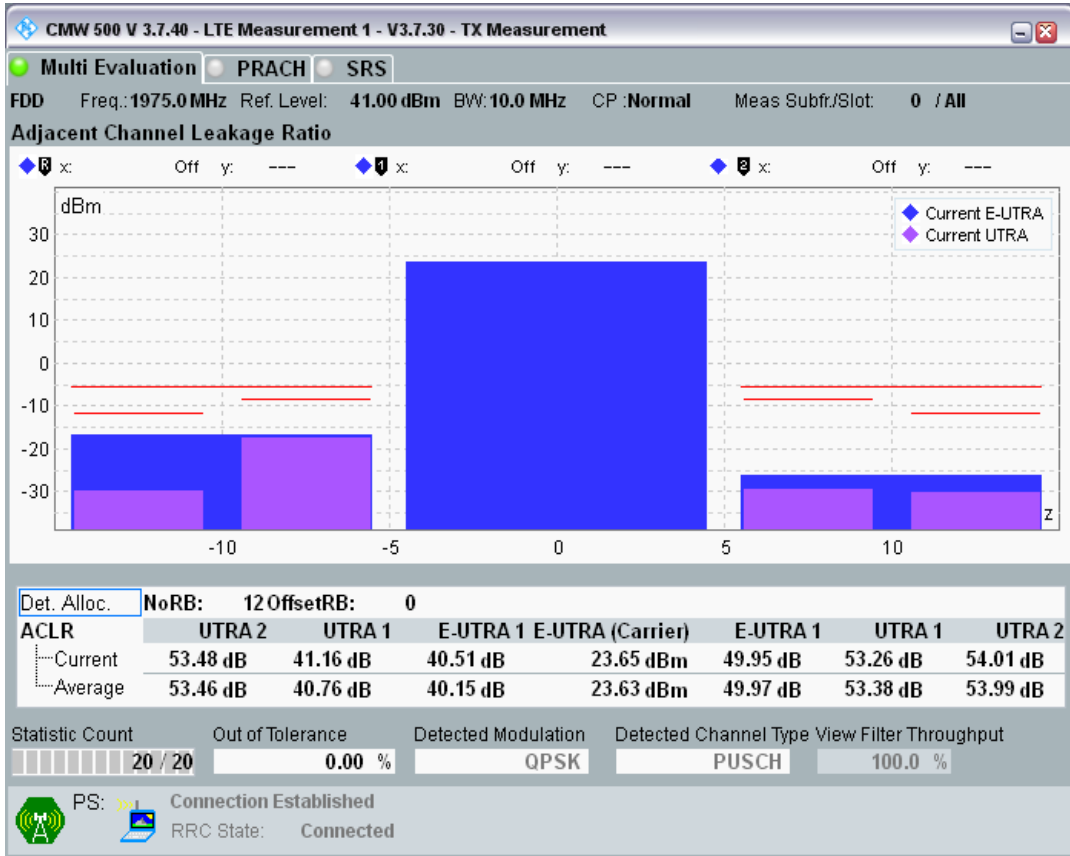 CMW 500 V 3.7.40 - LTE Measurement 1 - V3.7.30 - TX Measurement
Multi Evaluation PRACH SRS
FDD Freq.: 1975.0 MHz Ref. Level: 41.00 dBm BW: 10.0 MHz CP :Normal Meas Subfr./Slot: 0 / All
Adjacent Channel Leakage Ratio
R x: Off y: --- 1 x: Off y: --- 2 x: Off y: ---
dBm
Current E-UTRA
Current UTRA
30
20
10
0
-10
-20
-30
z
-10 -5 0 5 10
Det. Alloc. NoRB: 12 OffsetRB: 0
ACLR UTRA 2 UTRA 1 E-UTRA 1 E-UTRA (Carrier) E-UTRA 1 UTRA 1 UTRA 2
Current 53.48 dB 41.16 dB 40.51 dB 23.65 dBm 49.95 dB 53.26 dB 54.01 dB
Average 53.46 dB 40.76 dB 40.15 dB 23.63 dBm 49.97 dB 53.38 dB 53.99 dB
Statistic Count Out of Tolerance Detected Modulation Detected Channel Type View Filter Throughput
20 / 20 0.00 % QPSK PUSCH 100.0 %
PS: Connection Established
RRC State: Connected